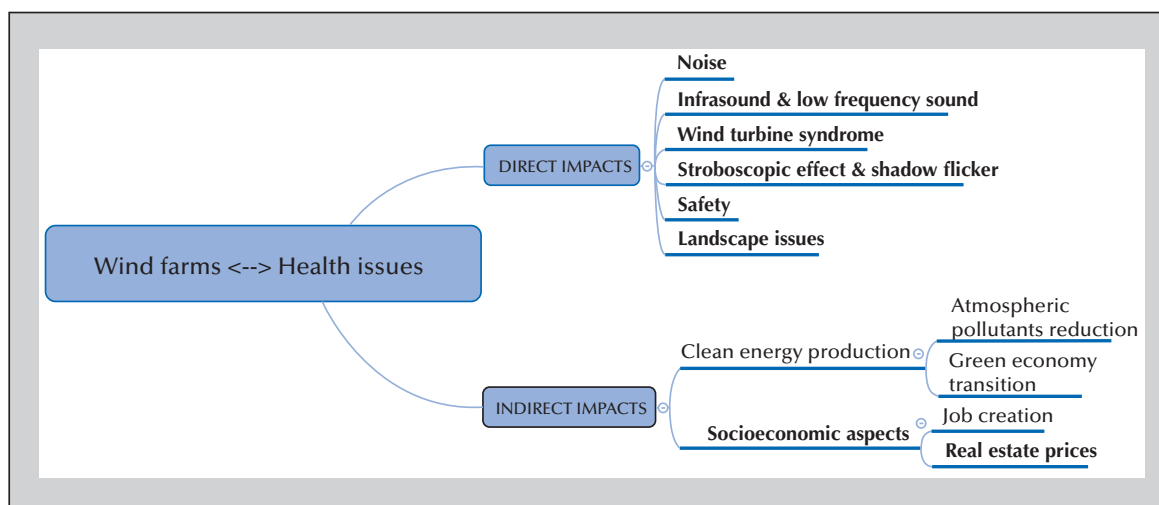 Wind farms <--> Health issues
DIRECT IMPACTS
Noise
Infrasound & low frequency sound
Wind turbine syndrome
Stroboscopic effect & shadow flicker
Safety
Landscape issues
INDIRECT IMPACTS
Clean energy production
Atmospheric
pollutants reduction
Green economy
transition
Socioeconomic aspects
Job creation
Real estate prices